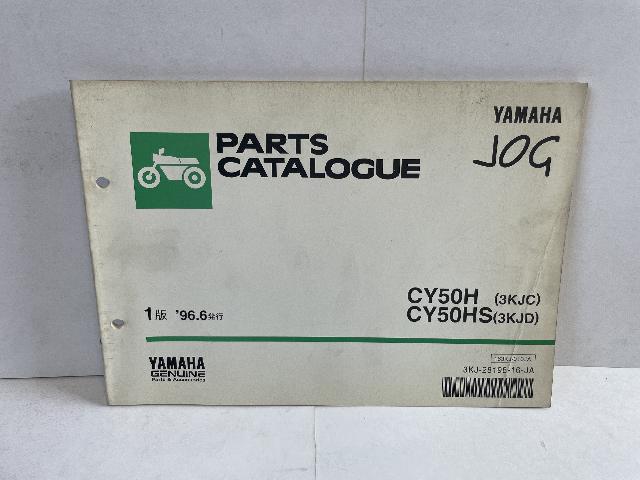 YAMAHA
JOG
PARTS
CATALOGUE
CY50H (3KJC)
CY50HS(3KJD)
1版 '96.6発行
YAMAHA
GENUINE
Parts & Accessories
3KJ-28198-16-JA